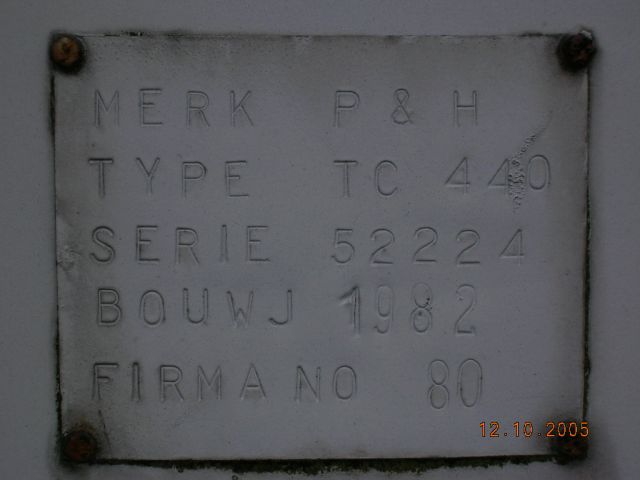 MERK P & H
TYPE TC 440
SERIE 52224
BOUWJ 1982
FIRMA NO 80
12.10.2005